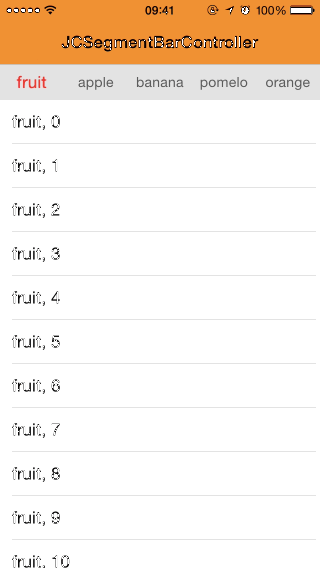 09:41 100%
JCSegmentBarController
fruit apple banana pomelo orange
fruit, 0
fruit, 1
fruit, 2
fruit, 3
fruit, 4
fruit, 5
fruit, 6
fruit, 7
fruit, 8
fruit, 9
fruit, 10